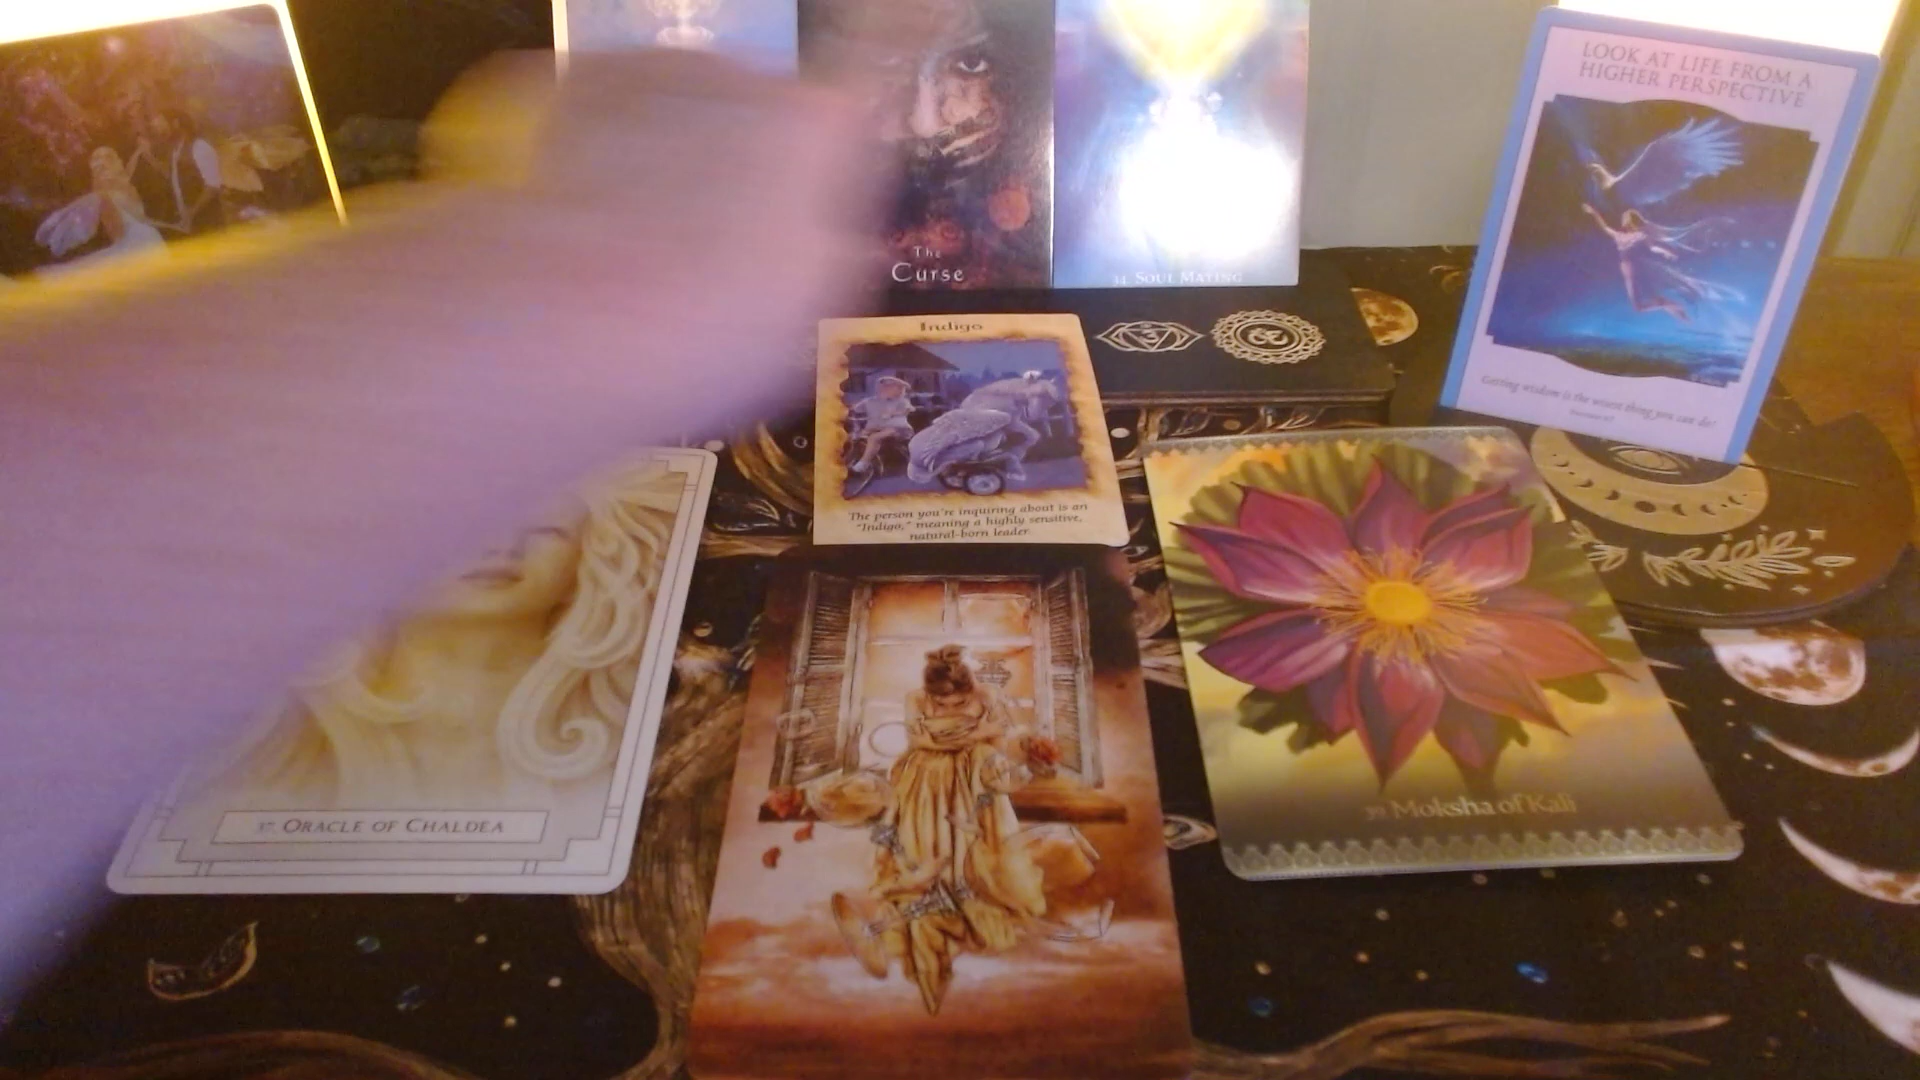 LOOK AT LIFE FROM A
HIGHER PERSPECTIVE
The
Curse
34. SOUL MATING
Getting wisdom is the wisest thing you can do!
Indigo
The person you're inquiring about is an
"Indigo," meaning a highly sensitive,
natural-born leader.
39 Moksha of Kali
37. ORACLE OF CHALDEA